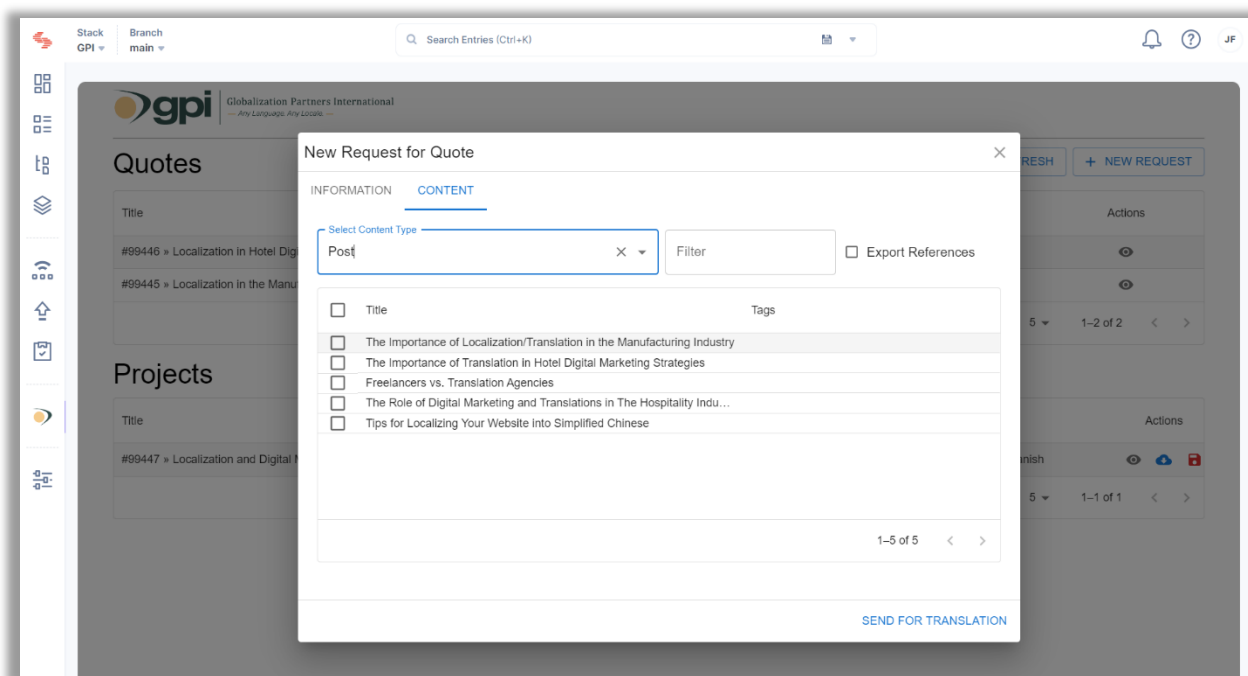 Stack Branch
GPI main
Search Entries (Ctrl+K)
JF
gpi Globalization Partners International
Any Language. Any Locale.
Quotes
RESH
+ NEW REQUEST
Title
Actions
#99446 » Localization in Hotel Dig
#99445 » Localization in the Manu
5 1–2 of 2 < >
Projects
Title
Actions
#99447 » Localization and Digital
anish
5 1–1 of 1 < >
New Request for Quote
INFORMATION CONTENT
Select Content Type
Post
Filter
Export References
Title Tags
The Importance of Localization/Translation in the Manufacturing Industry
The Importance of Translation in Hotel Digital Marketing Strategies
Freelancers vs. Translation Agencies
The Role of Digital Marketing and Translations in The Hospitality Indu...
Tips for Localizing Your Website into Simplified Chinese
1–5 of 5 < >
SEND FOR TRANSLATION